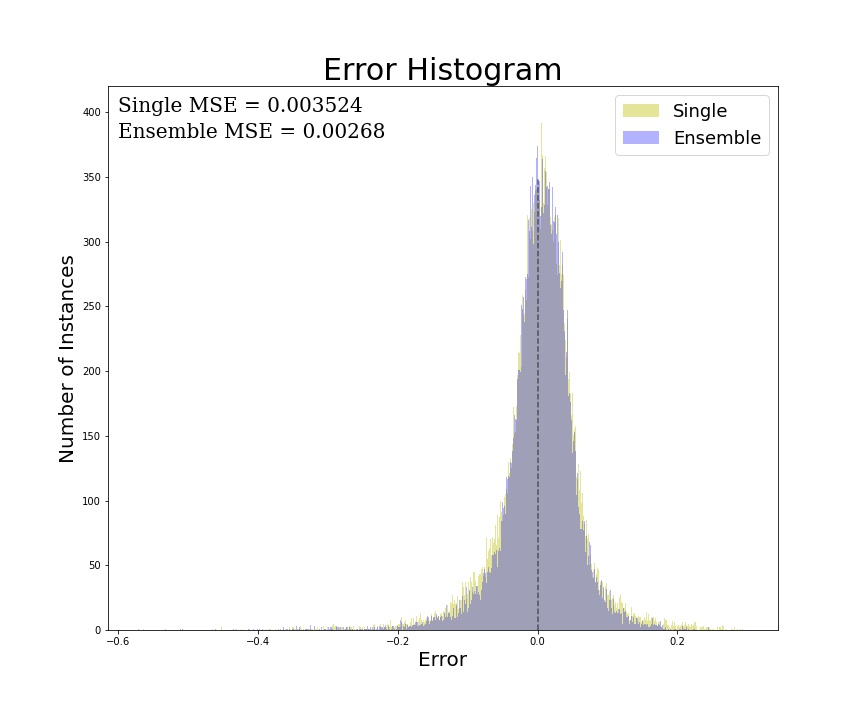 Error Histogram
Single MSE = 0.003524
Ensemble MSE = 0.00268
Single
Ensemble
Number of Instances
400
350
300
250
200
150
100
50
0
−0.6
−0.4
−0.2
0.0
0.2
Error